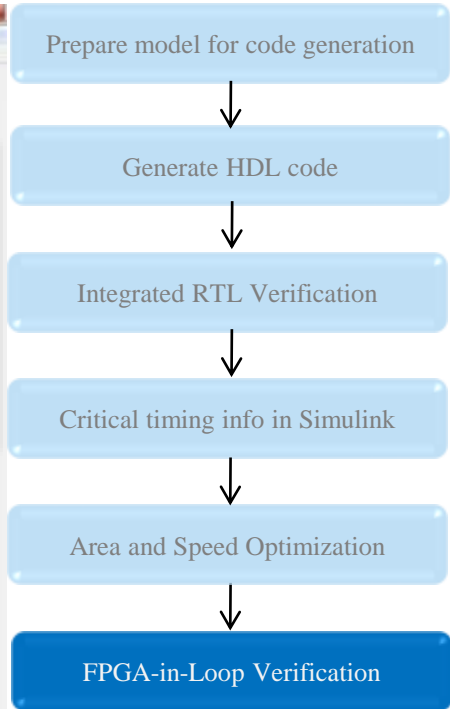 Prepare model for code generation
Generate HDL code
Integrated RTL Verification
Critical timing info in Simulink
Area and Speed Optimization
FPGA-in-Loop Verification